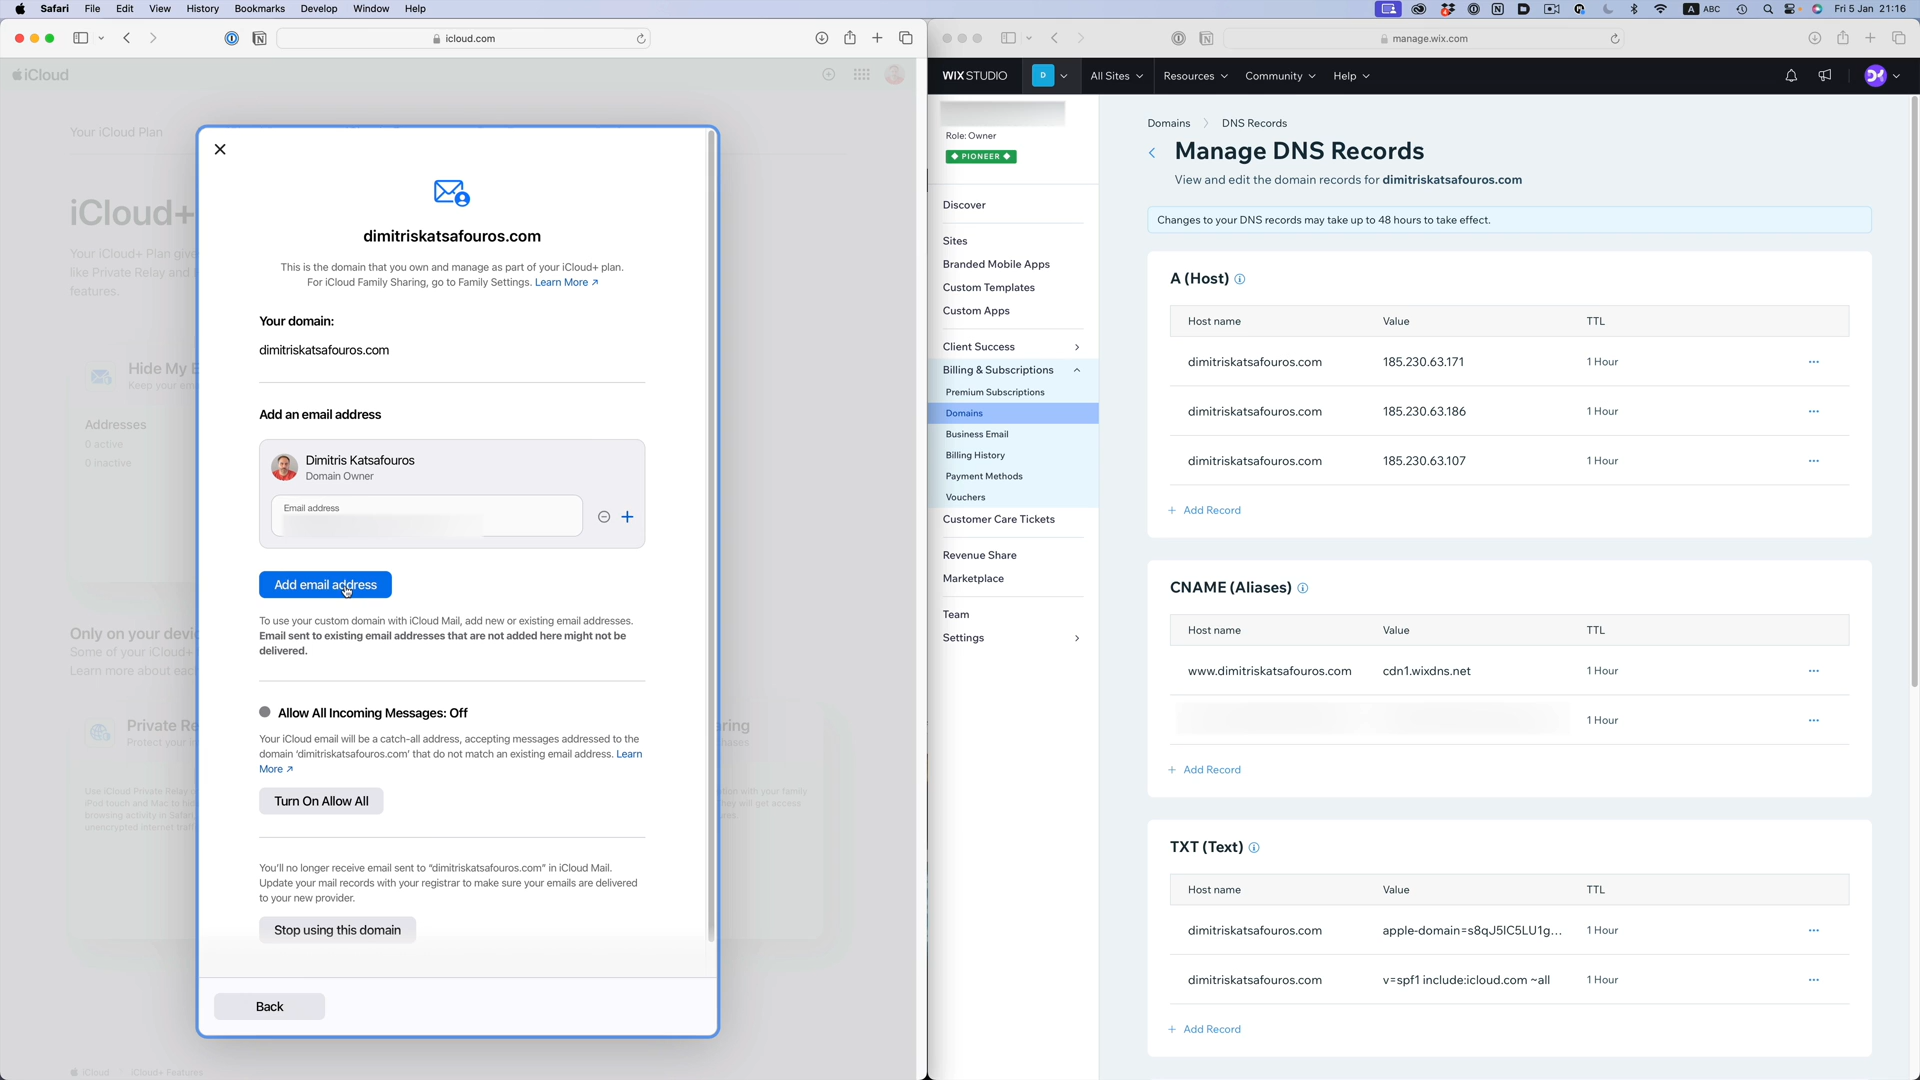 Safari File Edit View History Bookmarks Develop Window Help
A ABC Fri 5 Jan 21:16
icloud.com
iCloud
Your iCloud Plan
iCloud+
Your iCloud+ Plan give
like Private Relay and
features.
Hide My E
Keep your em
Addresses
0 active
0 inactive
Only on your devic
Some of your iCloud+
Learn more about eac
Private Re
Protect your in
Use iCloud Private Relay
iPod touch and Mac to hid
browsing activity in Safari,
unencrypted internet traf
ring
hases
tion with your family
hey will get access
ures
iCloud iCloud+ Features
dimitriskatsafouros.com
This is the domain that you own and manage as part of your iCloud+ plan.
For iCloud Family Sharing, go to Family Settings. Learn More ↗
Your domain:
dimitriskatsafouros.com
Add an email address
Dimitris Katsafouros
Domain Owner
Email address
Add email address
To use your custom domain with iCloud Mail, add new or existing email addresses.
Email sent to existing email addresses that are not added here might not be
delivered.
Allow All Incoming Messages: Off
Your iCloud email will be a catch-all address, accepting messages addressed to the
domain 'dimitriskatsafouros.com' that do not match an existing email address. Learn
More ↗
Turn On Allow All
You'll no longer receive email sent to "dimitriskatsafouros.com" in iCloud Mail.
Update your mail records with your registrar to make sure your emails are delivered
to your new provider.
Stop using this domain
Back
manage.wix.com
WIX STUDIO D All Sites Resources Community Help
Role: Owner
PIONEER
Discover
Sites
Branded Mobile Apps
Custom Templates
Custom Apps
Client Success
Billing & Subscriptions
Premium Subscriptions
Domains
Business Email
Billing History
Payment Methods
Vouchers
Customer Care Tickets
Revenue Share
Marketplace
Team
Settings
Domains > DNS Records
Manage DNS Records
View and edit the domain records for dimitriskatsafouros.com
Changes to your DNS records may take up to 48 hours to take effect.
A (Host)
Host name Value TTL
dimitriskatsafouros.com 185.230.63.171 1 Hour
dimitriskatsafouros.com 185.230.63.186 1 Hour
dimitriskatsafouros.com 185.230.63.107 1 Hour
+ Add Record
CNAME (Aliases)
Host name Value TTL
www.dimitriskatsafouros.com cdn1.wixdns.net 1 Hour
1 Hour
+ Add Record
TXT (Text)
Host name Value TTL
dimitriskatsafouros.com apple-domain=s8qJ5IC5LU1g... 1 Hour
dimitriskatsafouros.com v=spf1 include:icloud.com ~all 1 Hour
+ Add Record